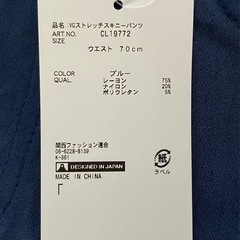 品名 VGストレッチスキニーパンツ
ART.NO. CL19772
SIZE
ウエスト 70cm
COLOR ブルー
QUAL. レーヨン 75%
ナイロン 20%
ポリウレタン 5%
関西ファッション連合
06-6228-8139
K-361
DESIGNED IN JAPAN
MADE IN CHINA
紙
ラベル